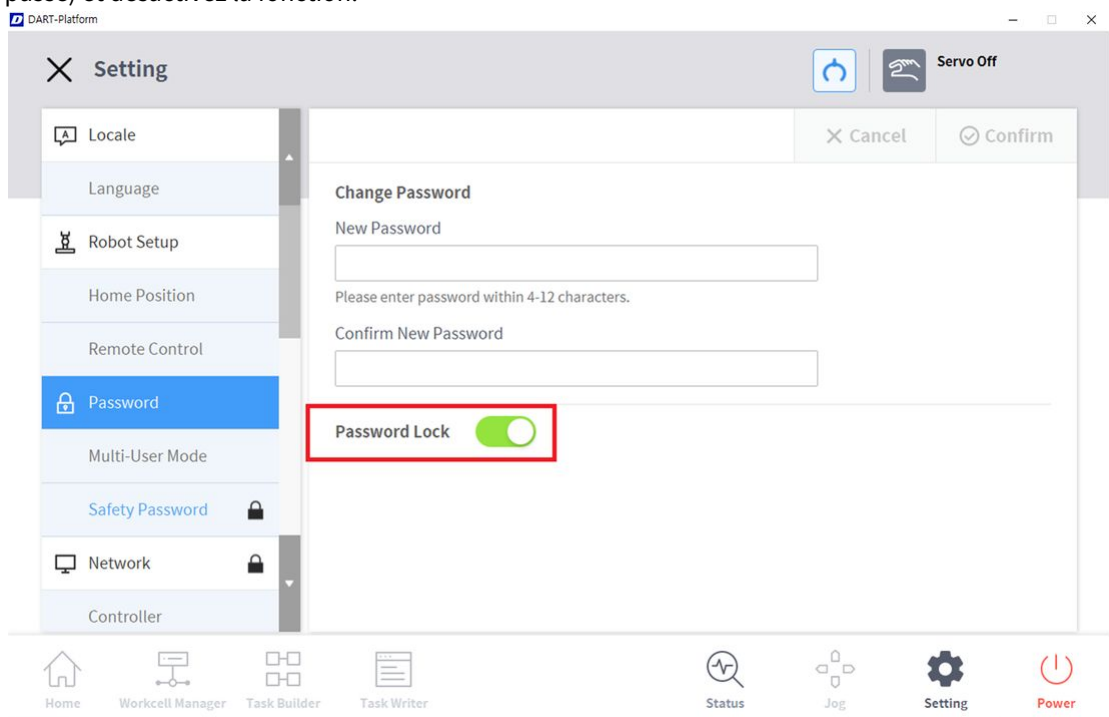 DART-Platform
Setting
Servo Off
Locale
Language
Robot Setup
Home Position
Remote Control
Password
Multi-User Mode
Safety Password
Network
Controller
Cancel
Confirm
Change Password
New Password
Please enter password within 4-12 characters.
Confirm New Password
Password Lock
Home
Workcell Manager
Task Builder
Task Writer
Status
Jog
Setting
Power